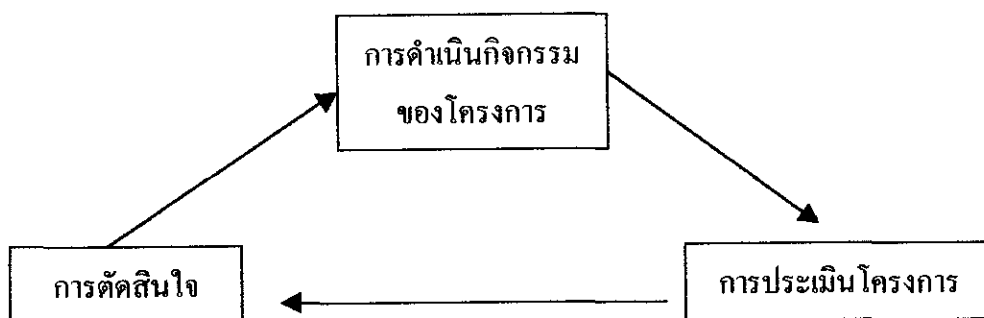 การดำเนินกิจกรรม
ของโครงการ
การตัดสินใจ
การประเมินโครงการ